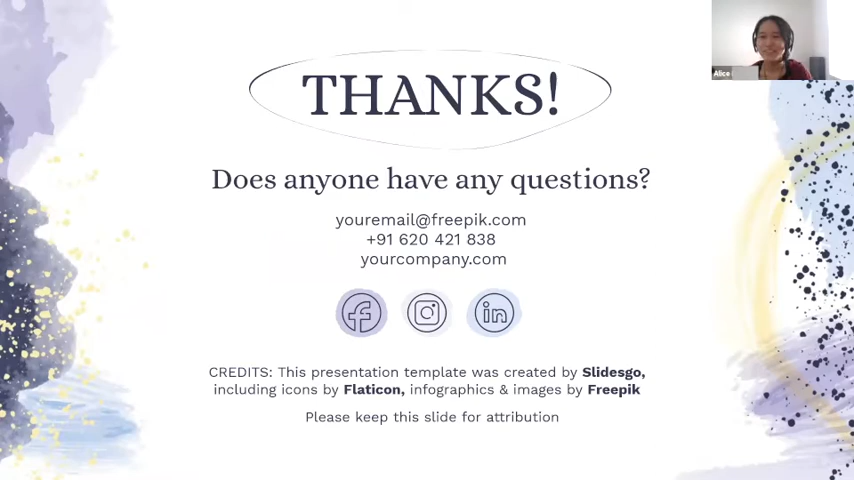 Alice
THANKS!
Does anyone have any questions?
youremail@freepik.com
+91 620 421 838
yourcompany.com
CREDITS: This presentation template was created by Slidesgo,
including icons by Flaticon, infographics & images by Freepik
Please keep this slide for attribution